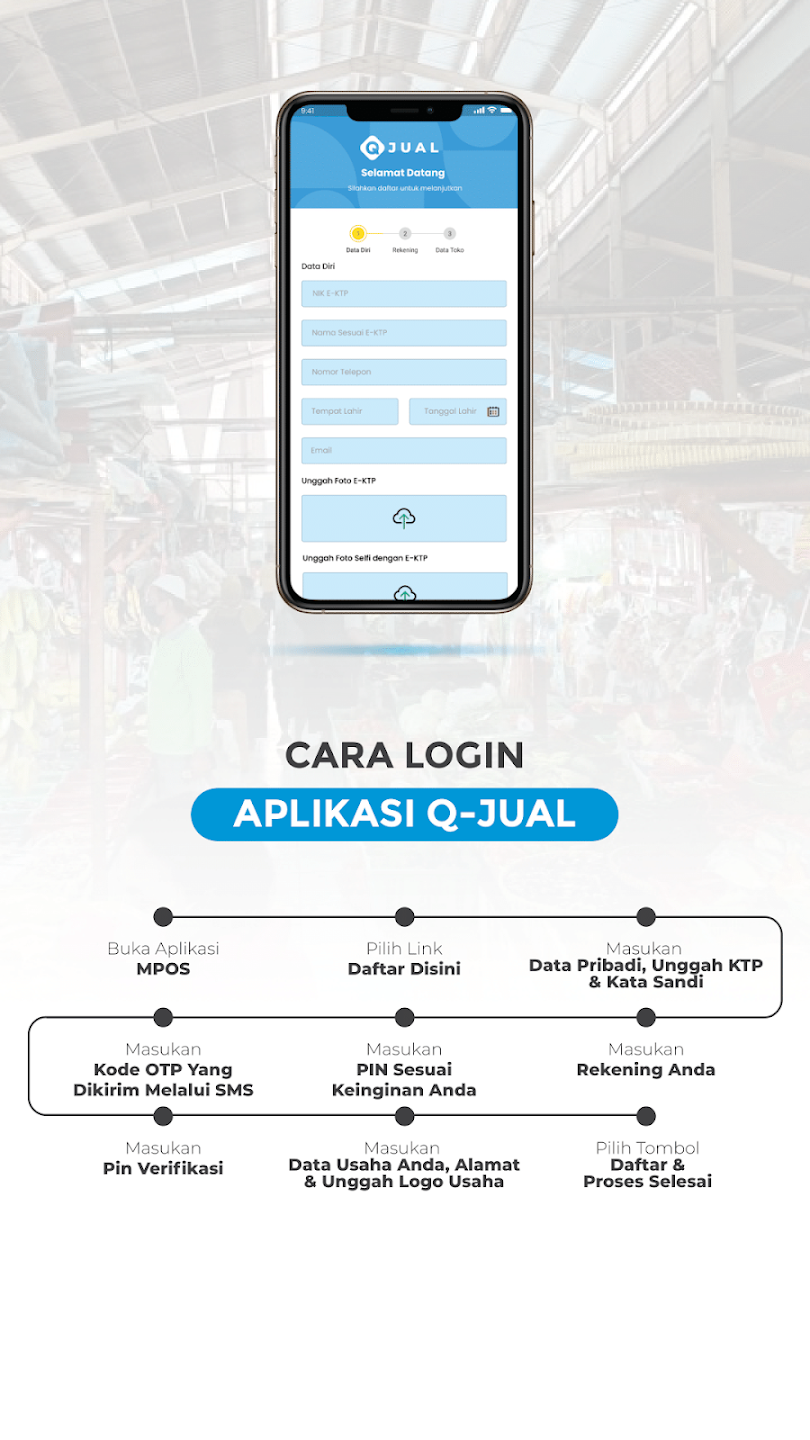 9:41
Q JUAL
Selamat Datang
Silahkan daftar untuk melanjutkan
1 2 3
Data Diri Rekening Data Toko
Data Diri
NIK E-KTP
Nama Sesuai E-KTP
Nomor Telepon
Tempat Lahir Tanggal Lahir
Email
Unggah Foto E-KTP
Unggah Foto Selfi dengan E-KTP
CARA LOGIN
APLIKASI Q-JUAL
Buka Aplikasi
MPOS
Pilih Link
Daftar Disini
Masukan
Data Pribadi, Unggah KTP
& Kata Sandi
Masukan
Kode OTP Yang
Dikirim Melalui SMS
Masukan
PIN Sesuai
Keinginan Anda
Masukan
Rekening Anda
Masukan
Pin Verifikasi
Masukan
Data Usaha Anda, Alamat
& Unggah Logo Usaha
Pilih Tombol
Daftar &
Proses Selesai